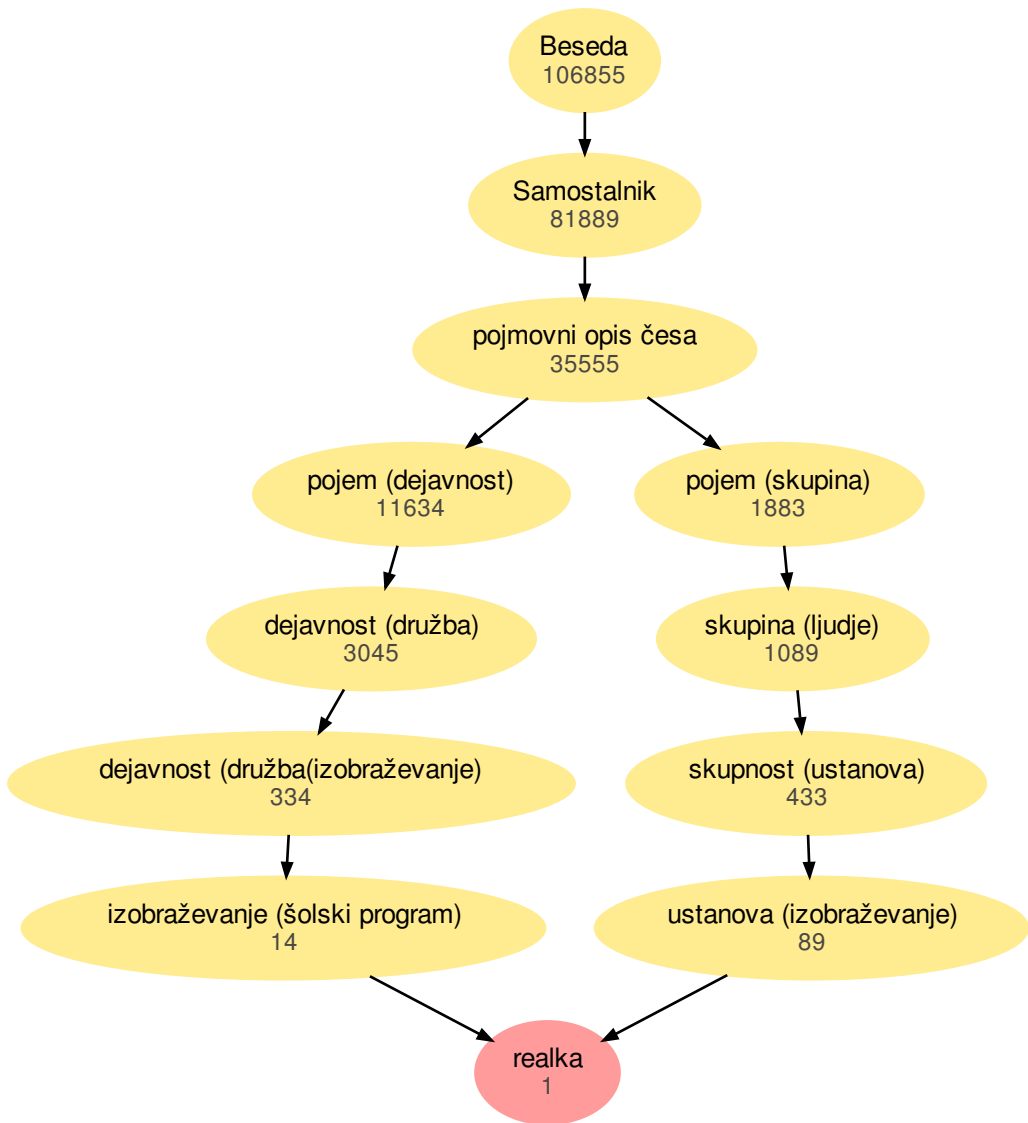 Beseda
106855
Samostalnik
81889
pojmovni opis česa
35555
pojem (dejavnost)
11634
pojem (skupina)
1883
dejavnost (družba)
3045
skupina (ljudje)
1089
dejavnost (družba(izobraževanje)
334
skupnost (ustanova)
433
izobraževanje (šolski program)
14
ustanova (izobraževanje)
89
realka
1